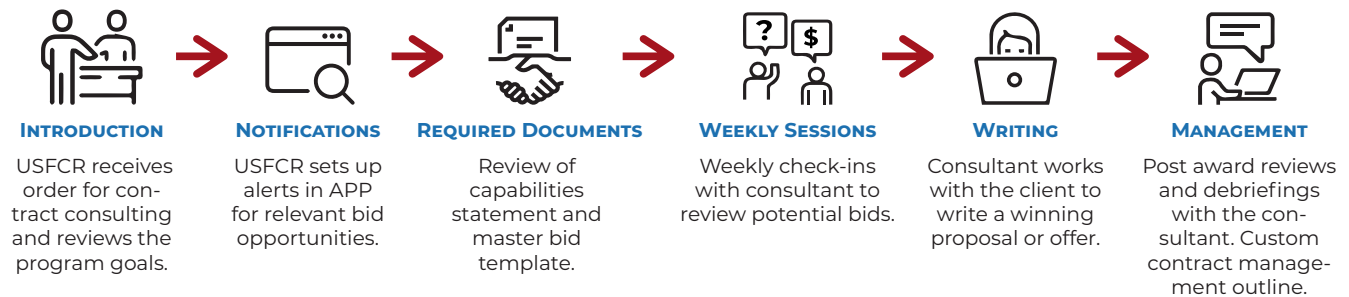 ?
$
INTRODUCTION
USFCR receives
order for con-
tract consulting
and reviews the
program goals.
NOTIFICATIONS
USFCR sets up
alerts in APP
for relevant bid
opportunities.
REQUIRED DOCUMENTS
Review of
capabilities
statement and
master bid
template.
WEEKLY SESSIONS
Weekly check-ins
with consultant to
review potential bids.
WRITING
Consultant works
with the client to
write a winning
proposal or offer.
MANAGEMENT
Post award reviews
and debriefings
with the con-
sultant. Custom
contract manage-
ment outline.